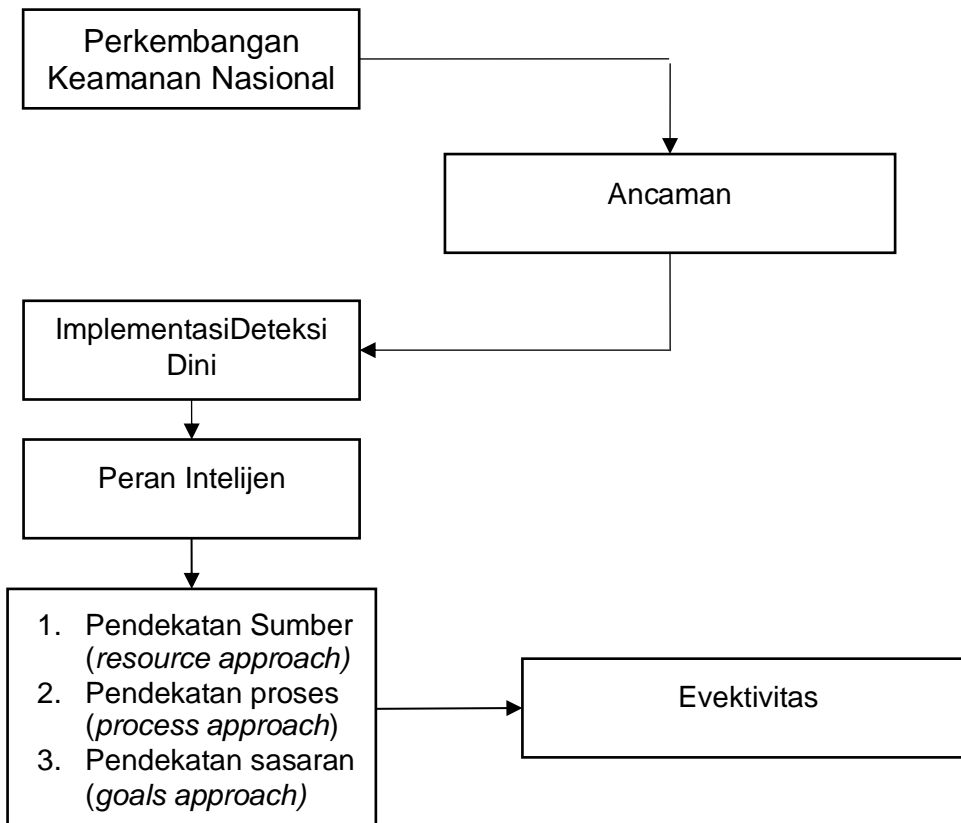 Perkembangan
Keamanan Nasional
Ancaman
ImplementasiDeteksi
Dini
Peran Intelijen
1. Pendekatan Sumber
(resource approach)
2. Pendekatan proses
(process approach)
3. Pendekatan sasaran
(goals approach)
Evektivitas